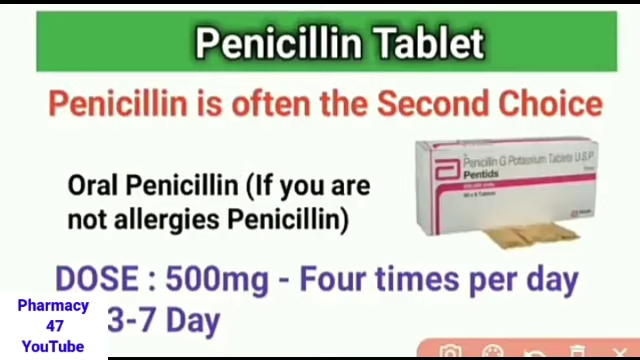 Penicillin Tablet
Penicillin is often the Second Choice
Oral Penicillin (If you are
not allergies Penicillin)
Penicillin G Potassium Tablets U.S.P
Pentids
DOSE : 500mg - Four times per day
3-7 Day
Pharmacy
47
YouTube